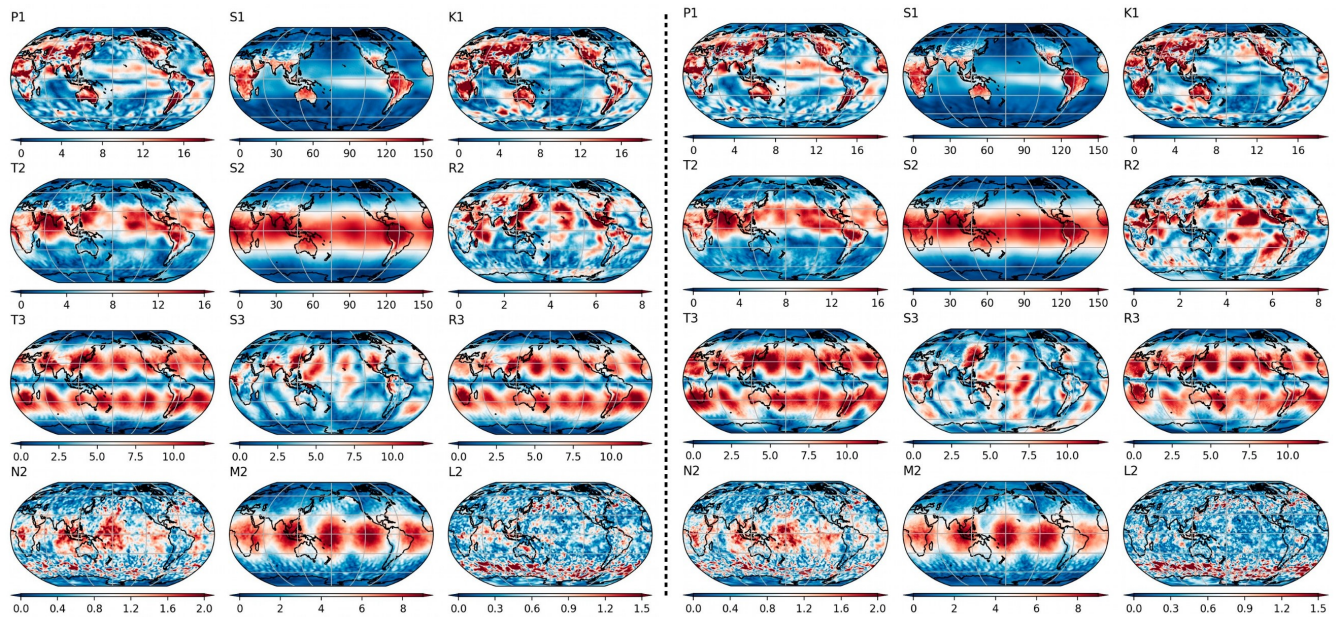 P1 S1 K1 P1 S1 K1
0 4 8 12 16 0 30 60 90 120 150 0 4 8 12 16 0 4 8 12 16 0 30 60 90 120 150 0 4 8 12 16
T2 S2 R2 T2 S2 R2
0 4 8 12 16 0 30 60 90 120 150 0 2 4 6 8 0 4 8 12 16 0 30 60 90 120 150 0 2 4 6 8
T3 S3 R3 T3 S3 R3
0.0 2.5 5.0 7.5 10.0 0.0 2.5 5.0 7.5 10.0 0.0 2.5 5.0 7.5 10.0 0.0 2.5 5.0 7.5 10.0 0.0 2.5 5.0 7.5 10.0 0.0 2.5 5.0 7.5 10.0
N2 M2 L2 N2 M2 L2
0.0 0.4 0.8 1.2 1.6 2.0 0 2 4 6 8 0.0 0.3 0.6 0.9 1.2 1.5 0.0 0.4 0.8 1.2 1.6 2.0 0 2 4 6 8 0.0 0.3 0.6 0.9 1.2 1.5